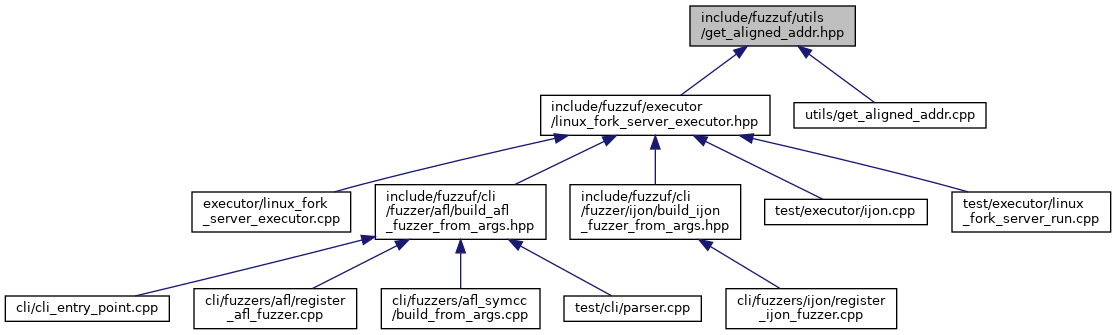 include/fuzzuf/utils
/get_aligned_addr.hpp
include/fuzzuf/executor
/linux_fork_server_executor.hpp
utils/get_aligned_addr.cpp
executor/linux_fork
_server_executor.cpp
include/fuzzuf/cli
/fuzzer/afl/build_afl
_fuzzer_from_args.hpp
include/fuzzuf/cli
/fuzzer/ijon/build_ijon
_fuzzer_from_args.hpp
test/executor/ijon.cpp
test/executor/linux
_fork_server_run.cpp
cli/cli_entry_point.cpp
cli/fuzzers/afl/register
_afl_fuzzer.cpp
cli/fuzzers/afl_symcc
/build_from_args.cpp
test/cli/parser.cpp
cli/fuzzers/ijon/register
_ijon_fuzzer.cpp